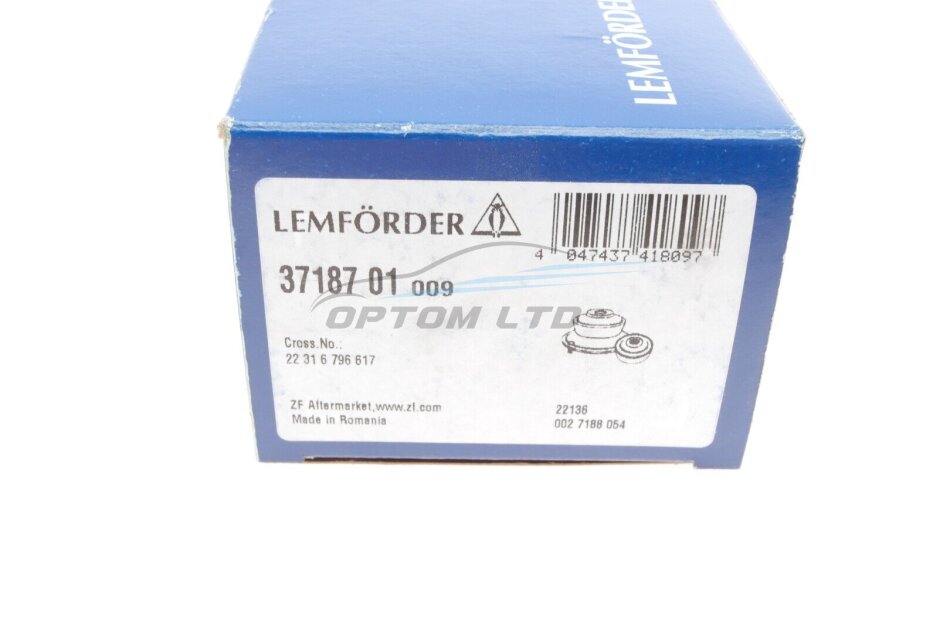 LEMFÖRDER
LEMFÖRDER
4 047437 418097
37187 01 009
OPTOM LTD
Cross.No.:
22 31 6 796 617
ZF Aftermarket,www.zf.com
Made in Romania
22136
002 7188 054